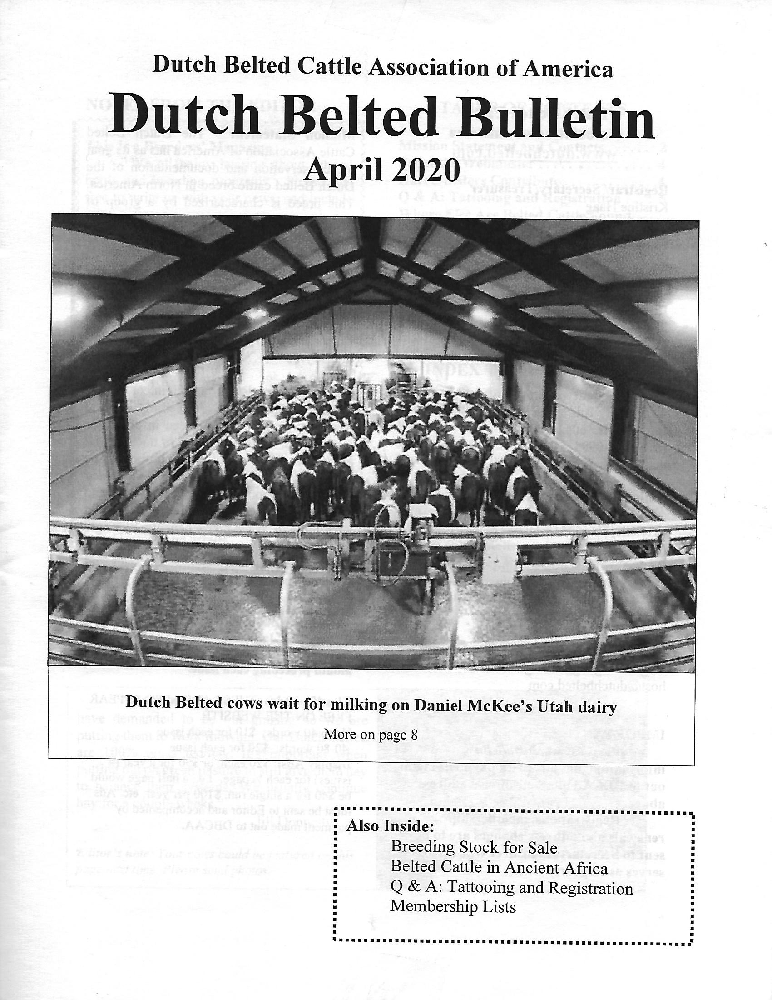 Dutch Belted Cattle Association of America
Dutch Belted Bulletin
April 2020
Dutch Belted cows wait for milking on Daniel McKee's Utah dairy
More on page 8
Also Inside:
Breeding Stock for Sale
Belted Cattle in Ancient Africa
Q & A: Tattooing and Registration
Membership Lists